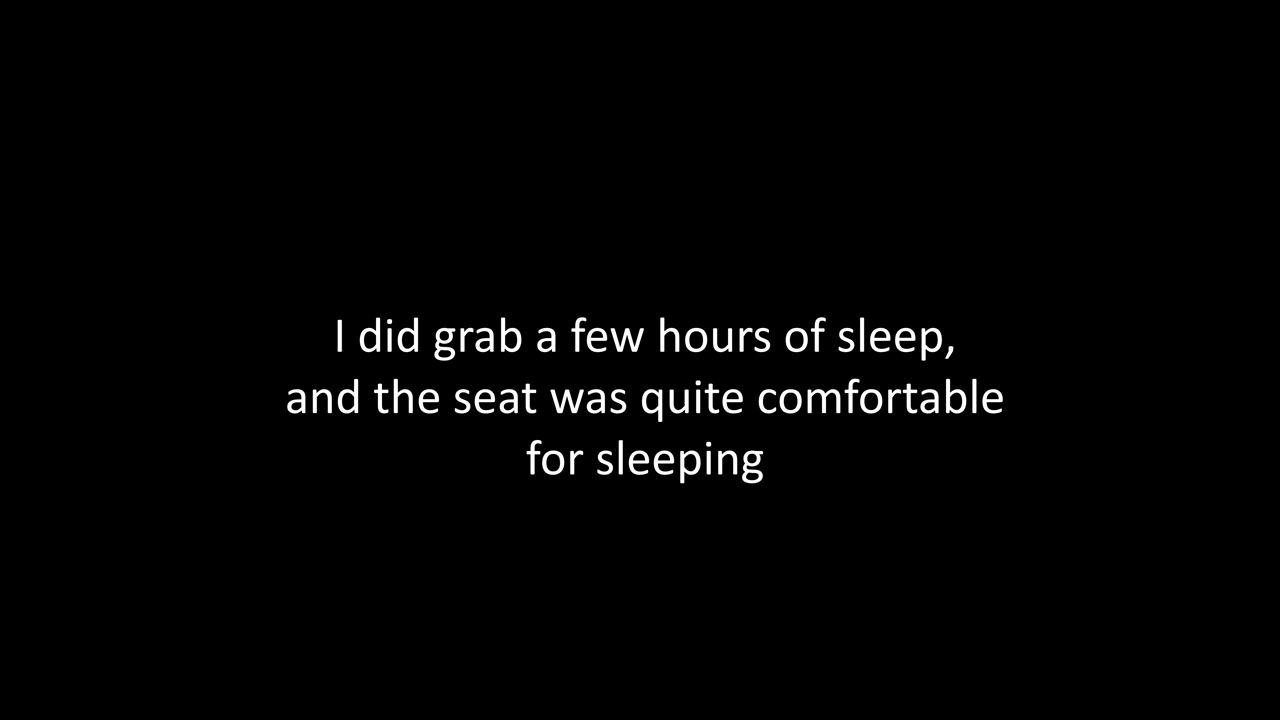 I did grab a few hours of sleep,
and the seat was quite comfortable
for sleeping